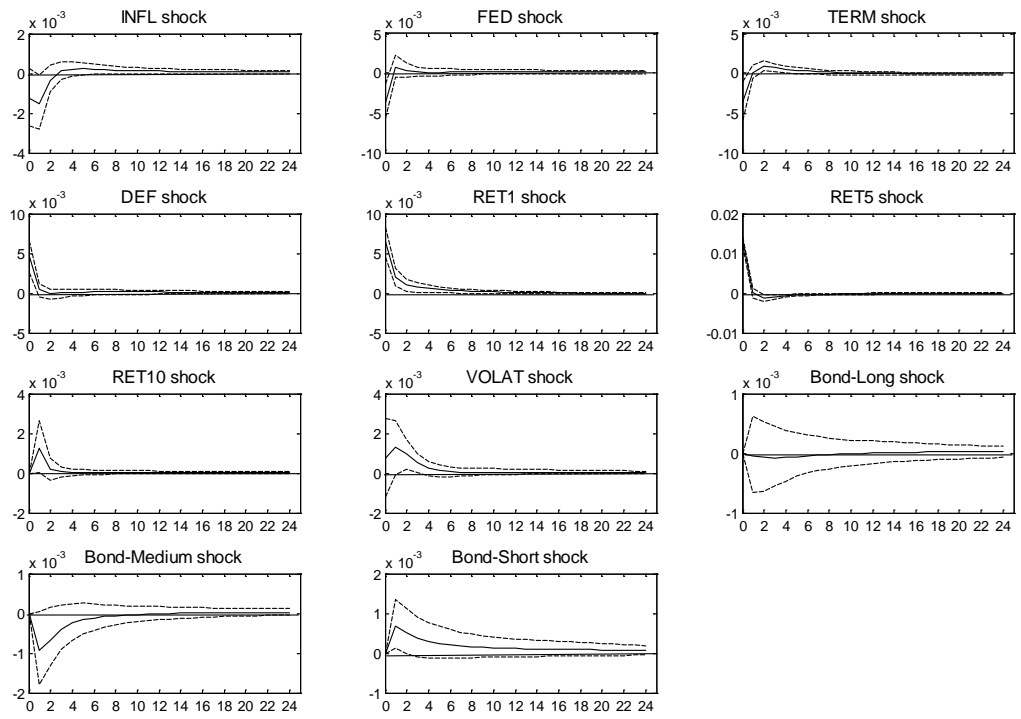 INFL shock
x 10-3
2
0
-2
-4
0 2 4 6 8 10 12 14 16 18 20 22 24
FED shock
x 10-3
5
0
-5
-10
0 2 4 6 8 10 12 14 16 18 20 22 24
TERM shock
x 10-3
5
0
-5
-10
0 2 4 6 8 10 12 14 16 18 20 22 24
DEF shock
x 10-3
10
5
0
-5
0 2 4 6 8 10 12 14 16 18 20 22 24
RET1 shock
x 10-3
10
5
0
-5
0 2 4 6 8 10 12 14 16 18 20 22 24
RET5 shock
0.02
0.01
0
-0.01
0 2 4 6 8 10 12 14 16 18 20 22 24
RET10 shock
x 10-3
4
2
0
-2
0 2 4 6 8 10 12 14 16 18 20 22 24
VOLAT shock
x 10-3
4
2
0
-2
0 2 4 6 8 10 12 14 16 18 20 22 24
Bond-Long shock
x 10-3
1
0
-1
0 2 4 6 8 10 12 14 16 18 20 22 24
Bond-Medium shock
x 10-3
1
0
-1
-2
0 2 4 6 8 10 12 14 16 18 20 22 24
Bond-Short shock
x 10-3
2
1
0
-1
0 2 4 6 8 10 12 14 16 18 20 22 24